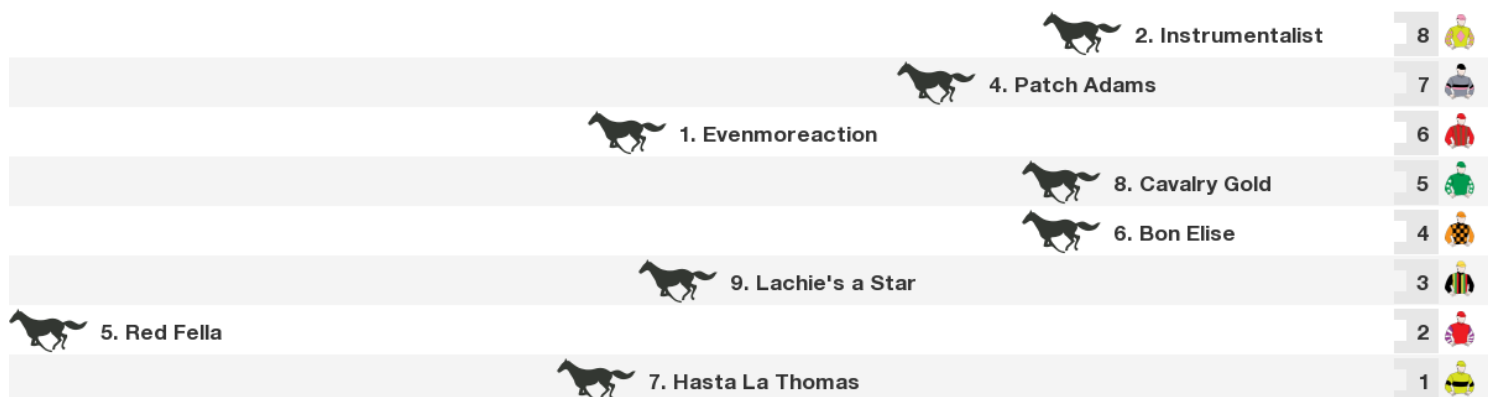 2. Instrumentalist 8
4. Patch Adams 7
1. Evenmoreaction 6
8. Cavalry Gold 5
6. Bon Elise 4
9. Lachie's a Star 3
5. Red Fella 2
7. Hasta La Thomas 1